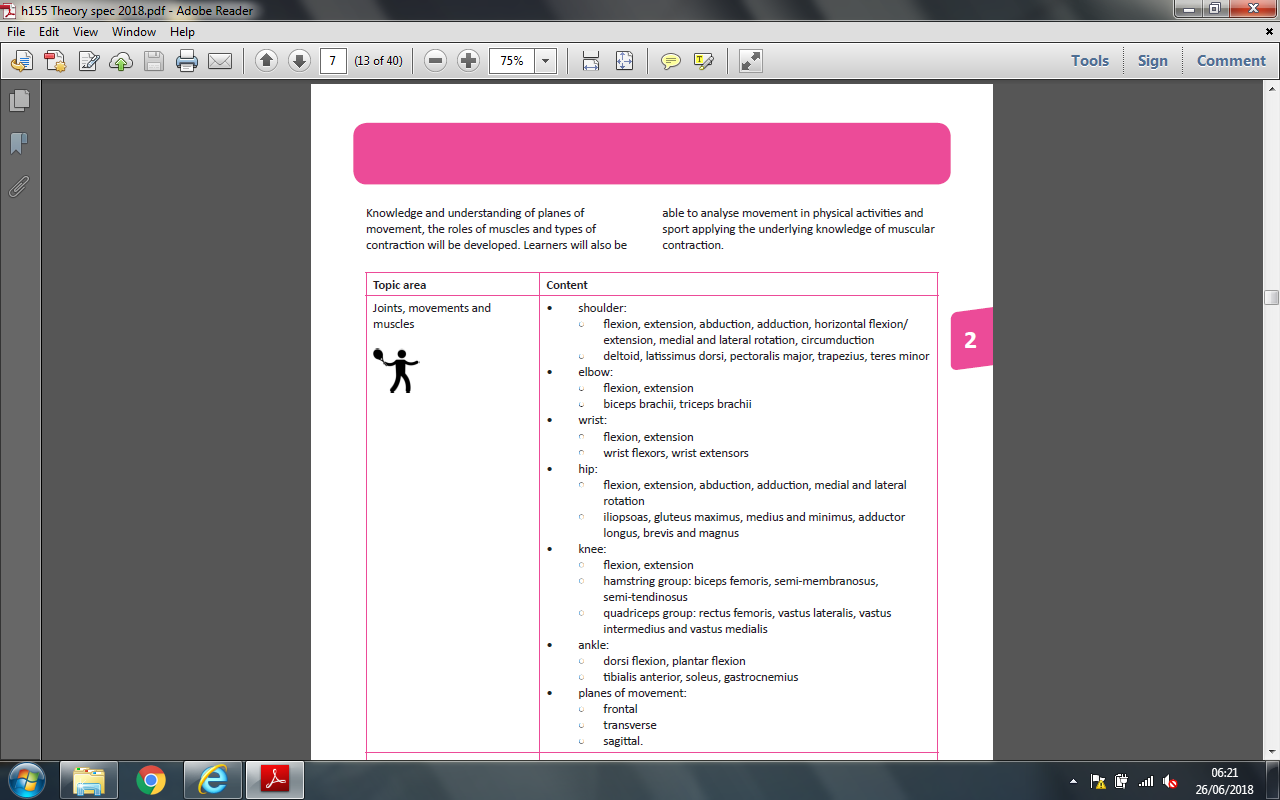 h155 Theory spec 2018.pdf - Adobe Reader
File Edit View Window Help
7 (13 of 40) 75% Tools Sign Comment
Knowledge and understanding of planes of
movement, the roles of muscles and types of
contraction will be developed. Learners will also be
able to analyse movement in physical activities and
sport applying the underlying knowledge of muscular
contraction.
Topic area
Content
Joints, movements and
muscles
• shoulder:
○ flexion, extension, abduction, adduction, horizontal flexion/
extension, medial and lateral rotation, circumduction
○ deltoid, latissimus dorsi, pectoralis major, trapezius, teres minor
• elbow:
○ flexion, extension
○ biceps brachii, triceps brachii
• wrist:
○ flexion, extension
○ wrist flexors, wrist extensors
• hip:
○ flexion, extension, abduction, adduction, medial and lateral
rotation
○ iliopsoas, gluteus maximus, medius and minimus, adductor
longus, brevis and magnus
• knee:
○ flexion, extension
○ hamstring group: biceps femoris, semi-membranosus,
semi-tendinosus
○ quadriceps group: rectus femoris, vastus lateralis, vastus
intermedius and vastus medialis
• ankle:
○ dorsi flexion, plantar flexion
○ tibialis anterior, soleus, gastrocnemius
• planes of movement:
○ frontal
○ transverse
○ sagittal.
2
06:21
26/06/2018